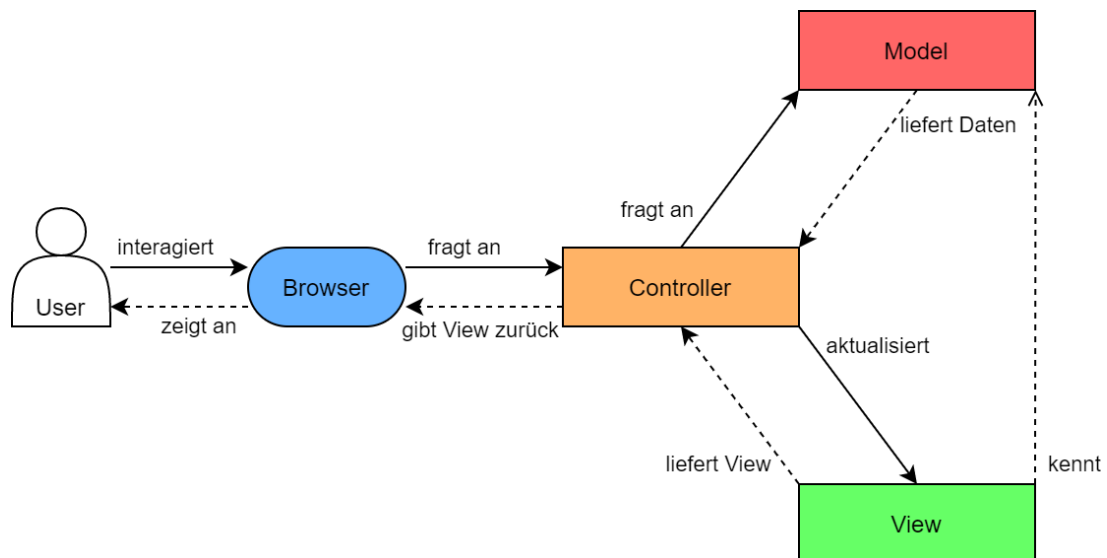 Model
liefert Daten
fragt an
interagiert
fragt an
User
Browser
Controller
zeigt an
gibt View zurück
aktualisiert
liefert View
kennt
View